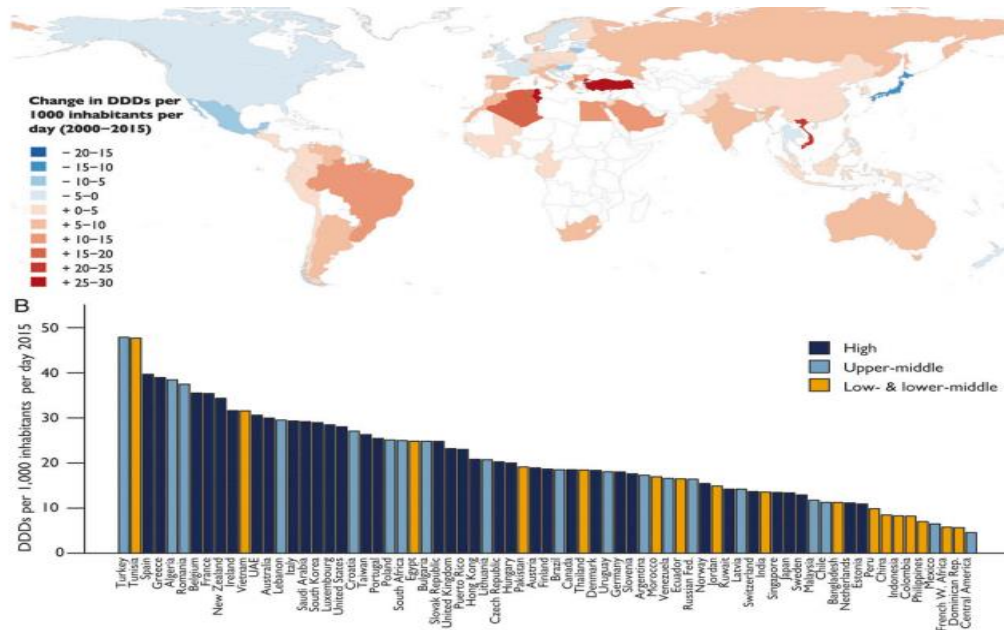 Change in DDDs per
1000 inhabitants per
day (2000–2015)
– 20–15
– 15–10
– 10–5
– 5–0
+ 0–5
+ 5–10
+ 10–15
+ 15–20
+ 20–25
+ 25–30
B
DDDs per 1,000 inhabitants per day 2015
50
40
30
20
10
0
High
Upper-middle
Low- & lower-middle
Turkey
Tunisia
Spain
Greece
Algeria
Romania
Belgium
France
New Zealand
Ireland
Vietnam
UAE
Australia
Lebanon
Italy
Saudi Arabia
South Korea
Luxembourg
United States
Croatia
Taiwan
Portugal
Poland
South Africa
Egypt
Bulgaria
Slovak Republic
United Kingdom
Puerto Rico
Hong Kong
Lithuania
Czech Republic
Hungary
Pakistan
Austria
Finland
Brazil
Canada
Thailand
Denmark
Uruguay
Germany
Slovenia
Argentina
Morocco
Venezuela
Ecuador
Russian Fed.
Norway
Jordan
Kuwait
Latvia
Switzerland
India
Singapore
Japan
Sweden
Malaysia
Chile
Bangladesh
Netherlands
Estonia
Peru
China
Indonesia
Colombia
Philippines
Mexico
French W. Africa
Dominican Rep.
Central America